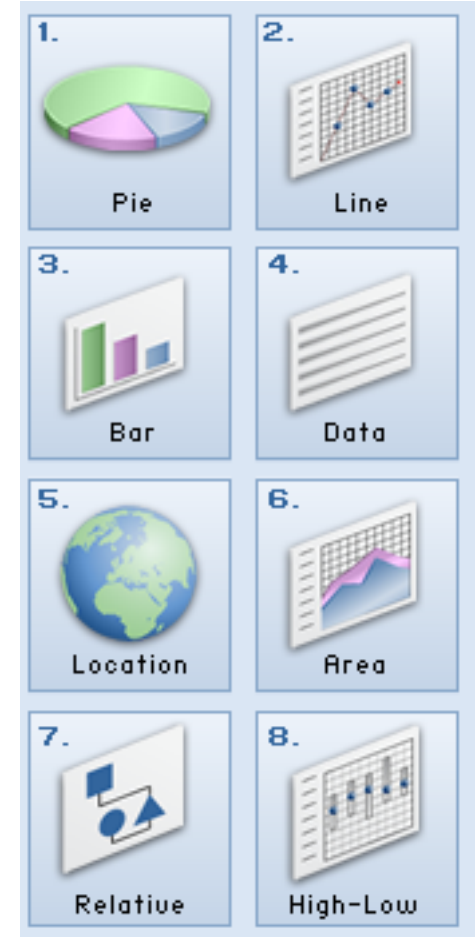 1.
Pie
2.
Line
3.
Bar
4.
Data
5.
Location
6.
Area
7.
Relative
8.
High-Low